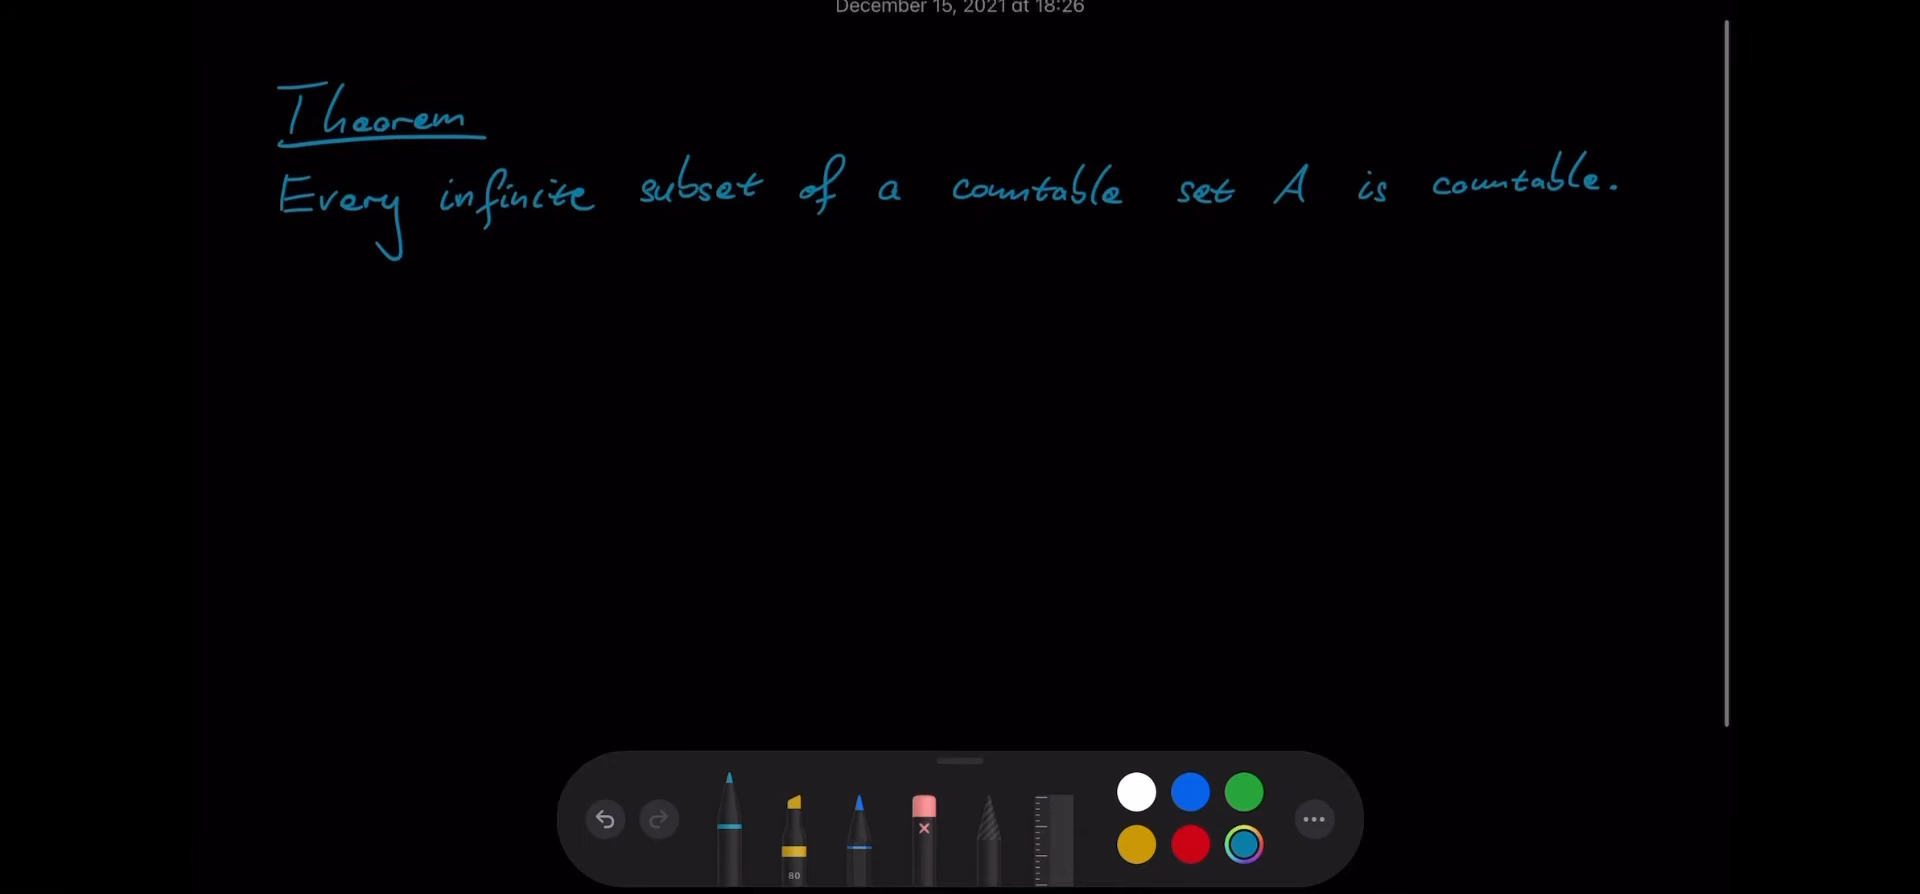 December 15, 2021 at 18:26
Theorem
Every infinite subset of a countable set A is countable.
80